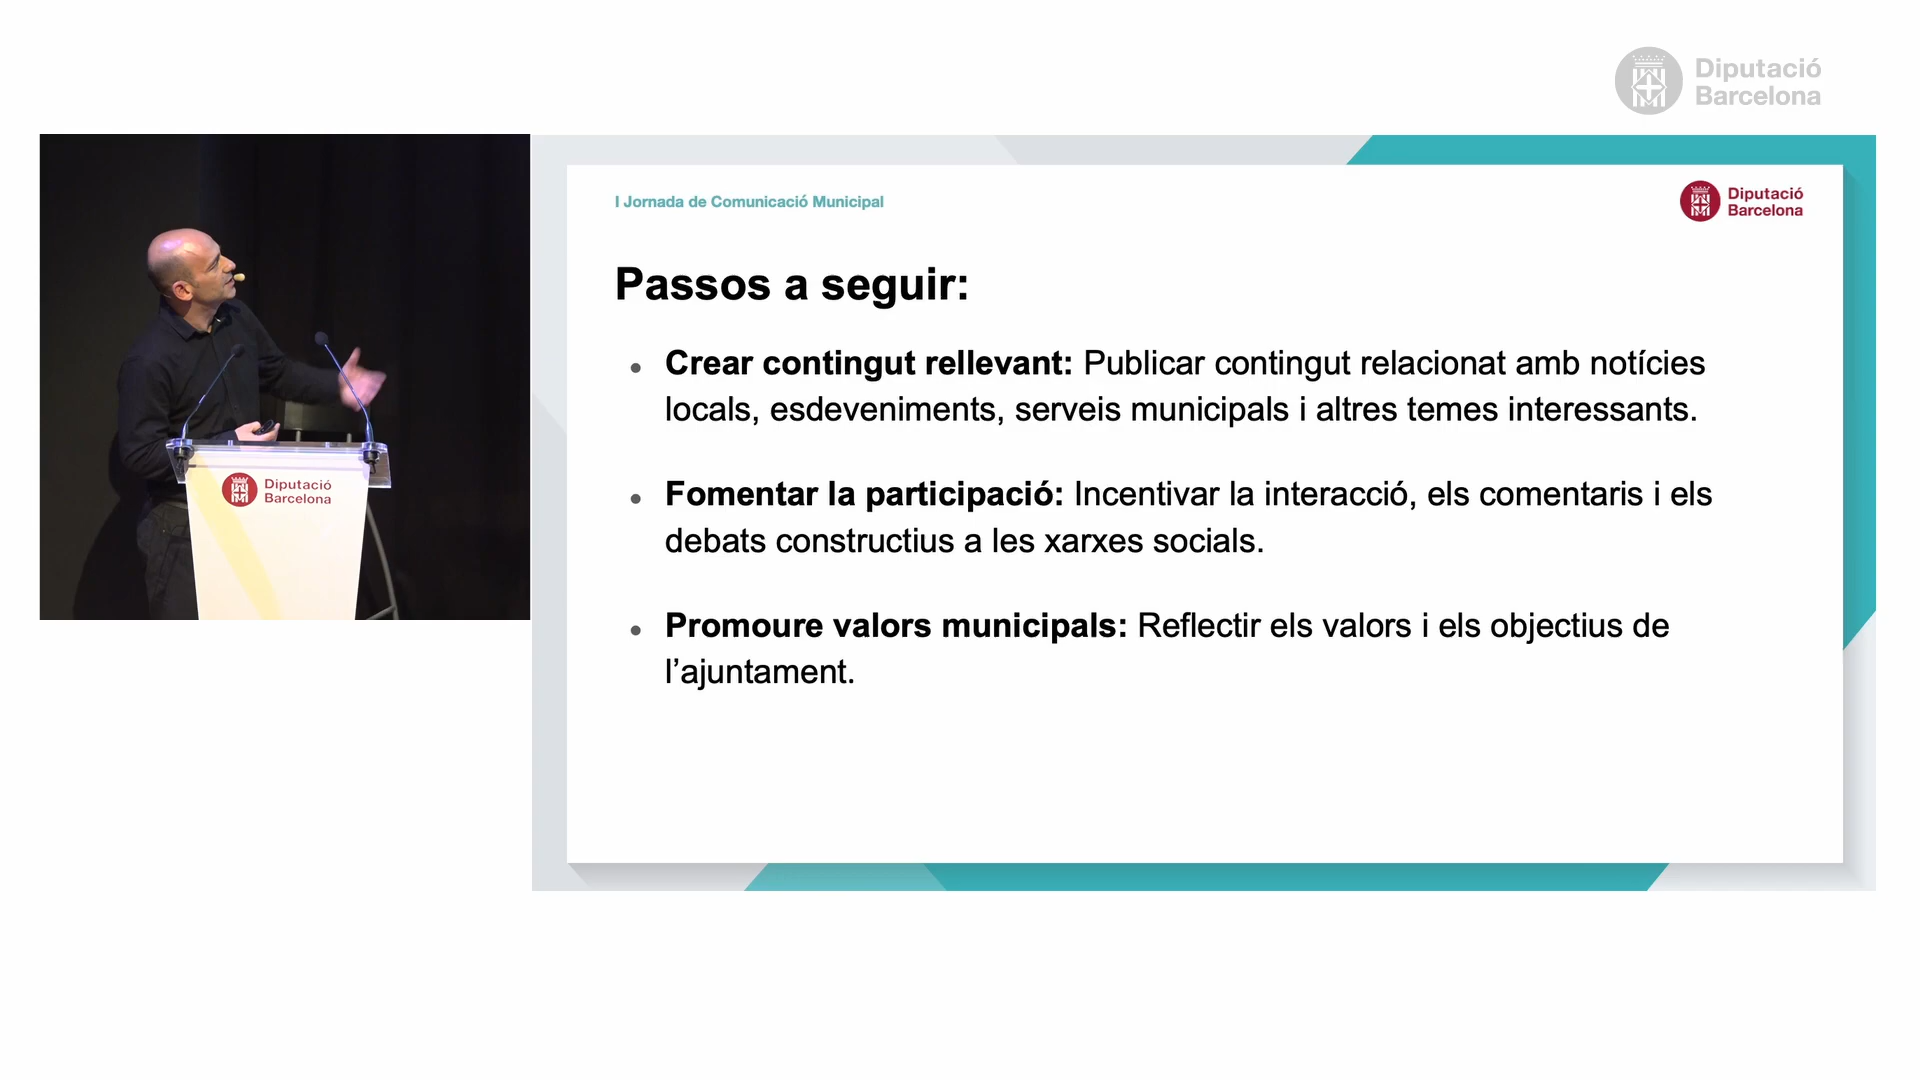 Diputació
Barcelona
I Jornada de Comunicació Municipal
Diputació
Barcelona
Passos a seguir:
• Crear contingut rellevant: Publicar contingut relacionat amb notícies
locals, esdeveniments, serveis municipals i altres temes interessants.
• Fomentar la participació: Incentivar la interacció, els comentaris i els
debats constructius a les xarxes socials.
• Promoure valors municipals: Reflectir els valors i els objectius de
l’ajuntament.
Diputació
Barcelona